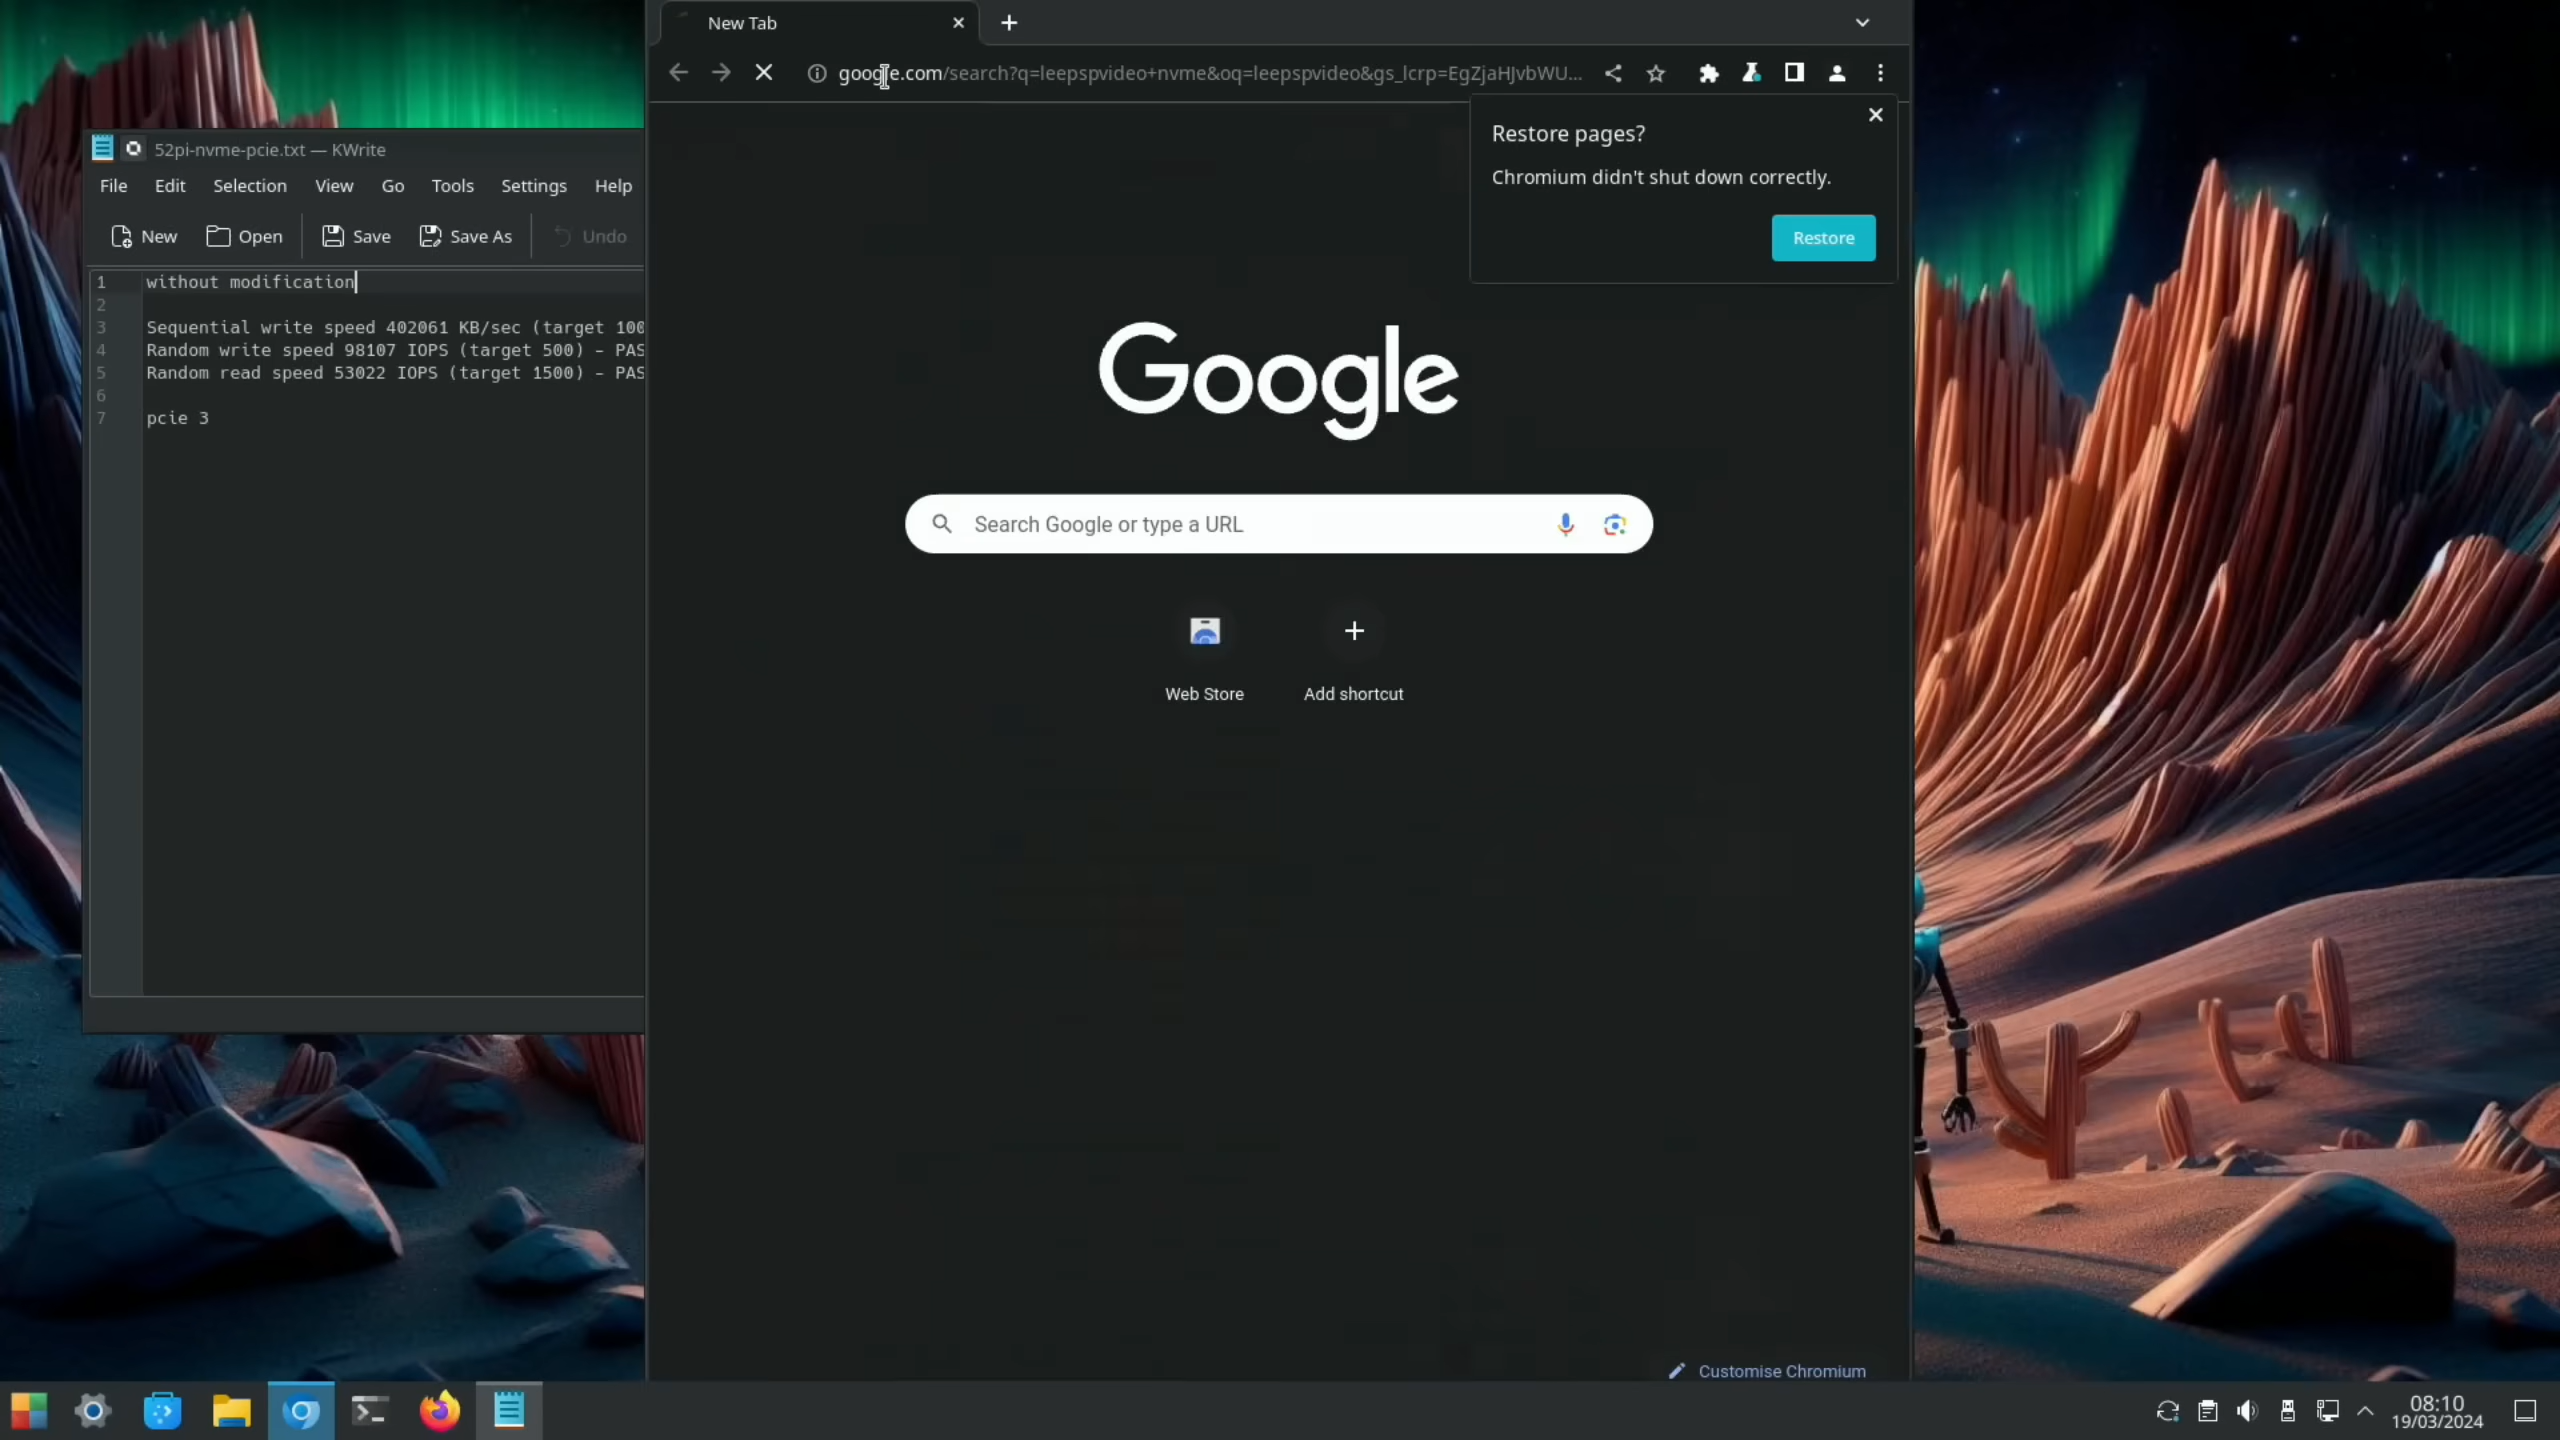 New Tab
google.com/search?q=leepspvideo+nvme&oq=leepspvideo&gs_lcrp=EgZjaHJvbWU...
52pi-nvme-pcie.txt — KWrite
File Edit Selection View Go Tools Settings Help
New Open Save Save As Undo
1 without modification
2
3 Sequential write speed 402061 KB/sec (target 100
4 Random write speed 98107 IOPS (target 500) - PAS
5 Random read speed 53022 IOPS (target 1500) - PAS
6
7 pcie 3
Restore pages?
Chromium didn't shut down correctly.
Restore
Google
Search Google or type a URL
Web Store
Add shortcut
Customise Chromium
08:10
19/03/2024